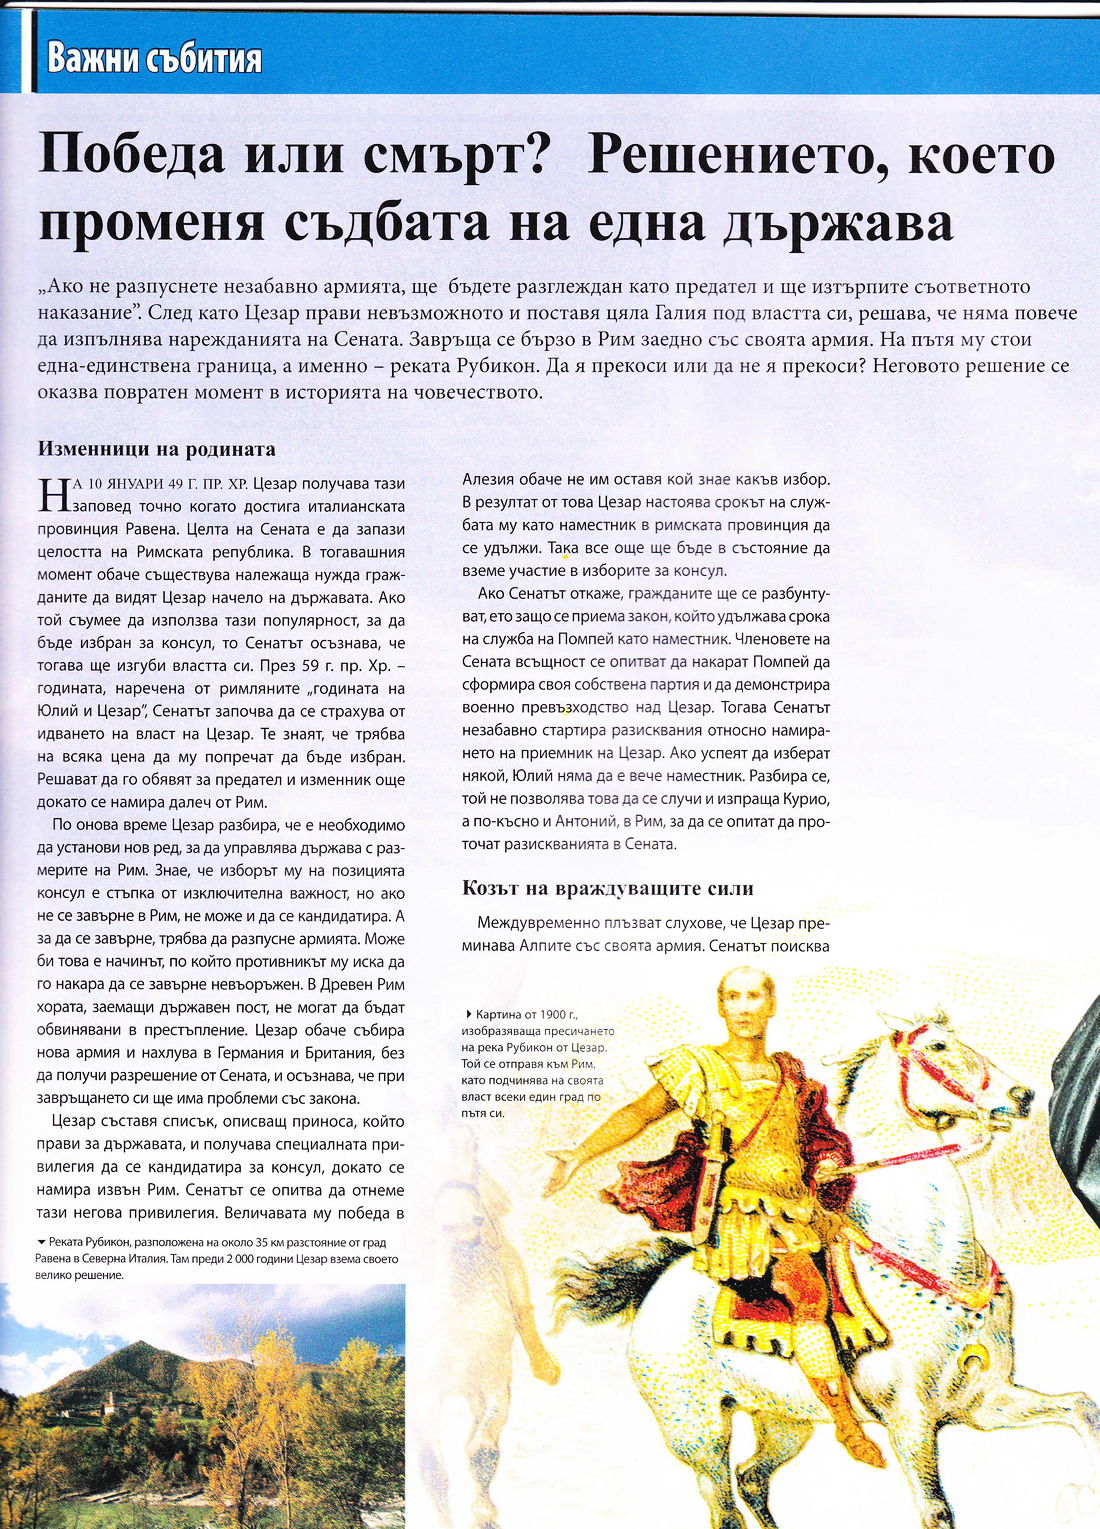 Важни събития
Победа или смърт? Решението, което
променя съдбата на една държава
„Ако не разпуснете незабавно армията, ще бъдете разглеждан като предател и ще изтърпите съответното
наказание”. След като Цезар прави невъзможното и поставя цяла Галия под властта си, решава, че няма повече
да изпълнява нарежданията на Сената. Завръща се бързо в Рим заедно със своята армия. На пътя му стои
една-единствена граница, а именно – реката Рубикон. Да я прекоси или да не я прекоси? Неговото решение се
оказва повратен момент в историята на човечеството.
Изменници на родината
НА 10 ЯНУАРИ 49 Г. ПР. ХР. Цезар получава тази
заповед точно когато достига италианската
провинция Равена. Целта на Сената е да запази
целостта на Римската република. В тогавашния
момент обаче съществува належаща нужда граж-
даните да видят Цезар начело на държавата. Ако
той съумее да използва тази популярност, за да
бъде избран за консул, то Сенатът осъзнава, че
тогава ще изгуби властта си. През 59 г. пр. Хр. –
годината, наречена от римляните „годината на
Юлий и Цезар”, Сенатът започва да се страхува от
идването на власт на Цезар. Те знаят, че трябва
на всяка цена да му попречат да бъде избран.
Решават да го обявят за предател и изменник още
докато се намира далеч от Рим.
По онова време Цезар разбира, че е необходимо
да установи нов ред, за да управлява държава с раз-
мерите на Рим. Знае, че изборът му на позицията
консул е стъпка от изключителна важност, но ако
не се завърне в Рим, не може и да се кандидатира. А
за да се завърне, трябва да разпусне армията. Може
би това е начинът, по който противникът му иска да
го накара да се завърне невъоръжен. В Древен Рим
хората, заемащи държавен пост, не могат да бъдат
обвинявани в престъпление. Цезар обаче събира
нова армия и нахлува в Германия и Британия, без
да получи разрешение от Сената, и осъзнава, че при
завръщането си ще има проблеми със закона.
Цезар съставя списък, описващ приноса, който
прави за държавата, и получава специалната при-
вилегия да се кандидатира за консул, докато се
намира извън Рим. Сенатът се опитва да отнеме
тази негова привилегия. Величавата му победа в
Реката Рубикон, разположена на около 35 км разстояние от град
Равена в Северна Италия. Там преди 2 000 години Цезар взема своето
велико решение.
Алезия обаче не им оставя кой знае какъв избор.
В резултат от това Цезар настоява срокът на служ-
бата му като наместник в римската провинция да
се удължи. Така все още ще бъде в състояние да
вземе участие в изборите за консул.
Ако Сенатът откаже, гражданите ще се разбунту-
ват, ето защо се приема закон, който удължава срока
на служба на Помпей като наместник. Членовете на
Сената всъщност се опитват да накарат Помпей да
сформира своя собствена партия и да демонстрира
военно превъзходство над Цезар. Тогава Сенатът
незабавно стартира разисквания относно намира-
нето на приемник на Цезар. Ако успеят да изберат
някой, Юлий няма да е вече наместник. Разбира се,
той не позволява това да се случи и изпраща Курио,
а по-късно и Антоний, в Рим, за да се опитат да про-
точат разискванията в Сената.
Козът на враждуващите сили
Междувременно плъзват слухове, че Цезар пре-
минава Алпите със своята армия. Сенатът поисква
Картина от 1900 г.,
изобразяваща пресичането
на река Рубикон от Цезар.
Той се отправя към Рим,
като подчинява на своята
власт всеки един град по
пътя си.